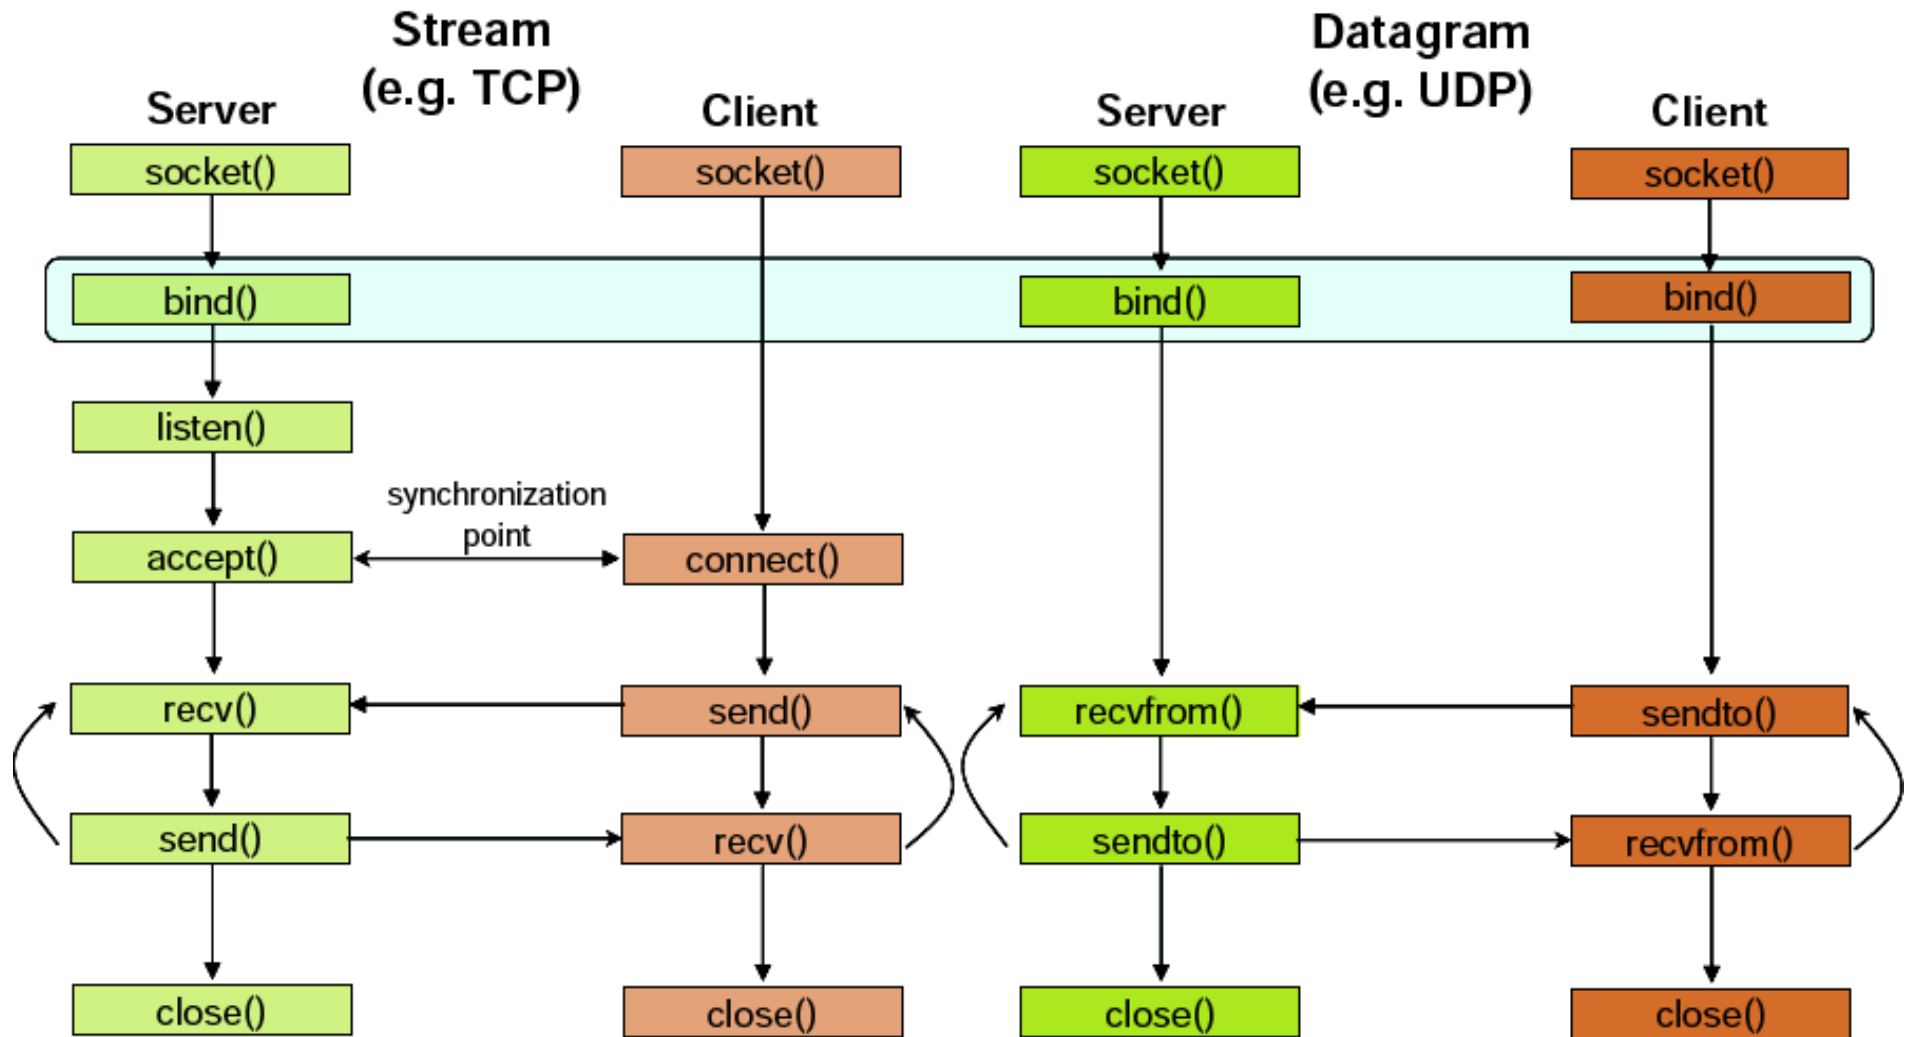 Stream
(e.g. TCP)
Server
Client
socket()
socket()
bind()
listen()
synchronization
point
accept()
connect()
recv()
send()
send()
recv()
close()
close()
Datagram
(e.g. UDP)
Server
Client
socket()
socket()
bind()
bind()
recvfrom()
sendto()
sendto()
recvfrom()
close()
close()